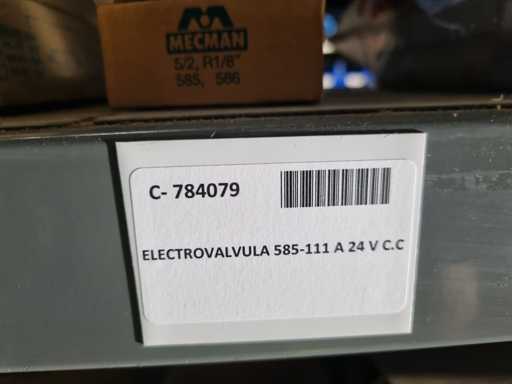 MECMAN
5/2, R1/8"
585, 586
C- 784079
ELECTROVALVULA 585-111 A 24 V C.C